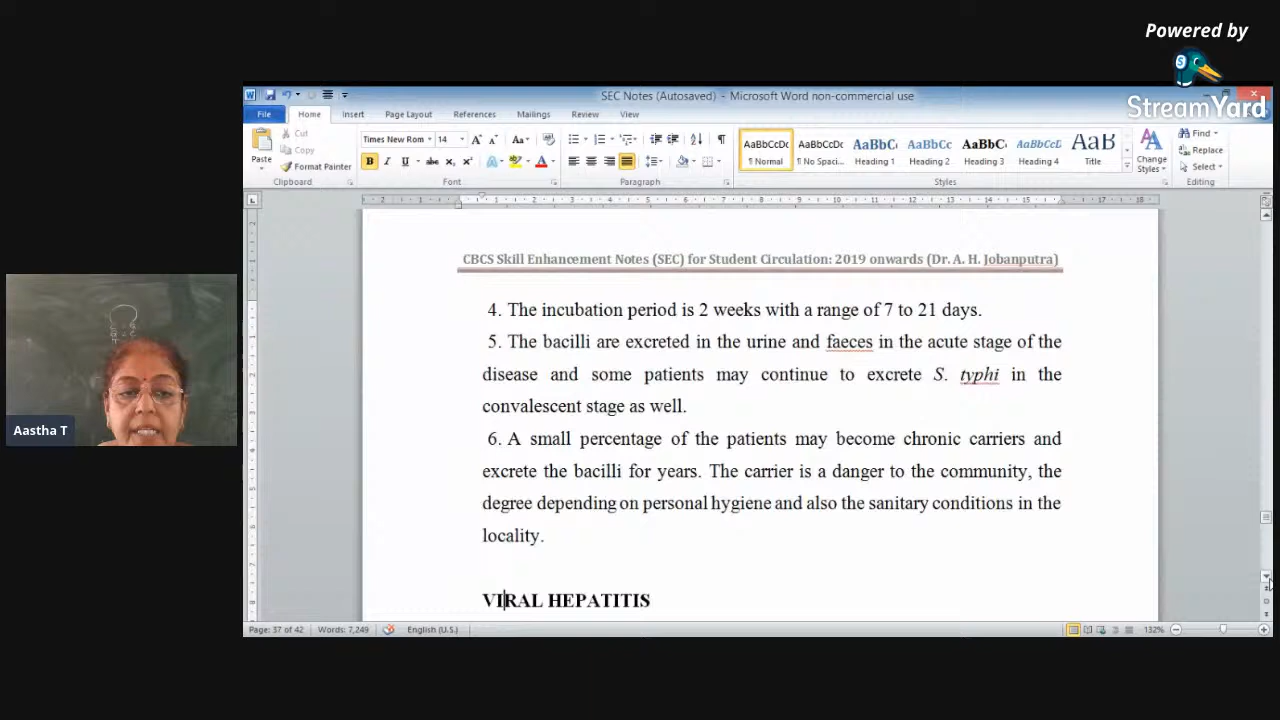 Powered by
StreamYard
SEC Notes (Autosaved) - Microsoft Word non-commercial use
File Home Insert Page Layout References Mailings Review View
Paste
Cut
Copy
Format Painter
Clipboard
Times New Rom 14
Font
Paragraph
AaBbCcDc AaBbCcDc AaBbC AaBbCc AaBbC AaBbCcD AaB
¶ Normal ¶ No Spaci... Heading 1 Heading 2 Heading 3 Heading 4 Title
Change Styles
Styles
Find
Replace
Select
Editing
CBCS Skill Enhancement Notes (SEC) for Student Circulation: 2019 onwards (Dr. A. H. Jobanputra)
4. The incubation period is 2 weeks with a range of 7 to 21 days.
5. The bacilli are excreted in the urine and faeces in the acute stage of the
disease and some patients may continue to excrete S. typhi in the
convalescent stage as well.
6. A small percentage of the patients may become chronic carriers and
excrete the bacilli for years. The carrier is a danger to the community, the
degree depending on personal hygiene and also the sanitary conditions in the
locality.
VIRAL HEPATITIS
Aastha T
Page: 37 of 42 Words: 7,249 English (U.S.) 132%